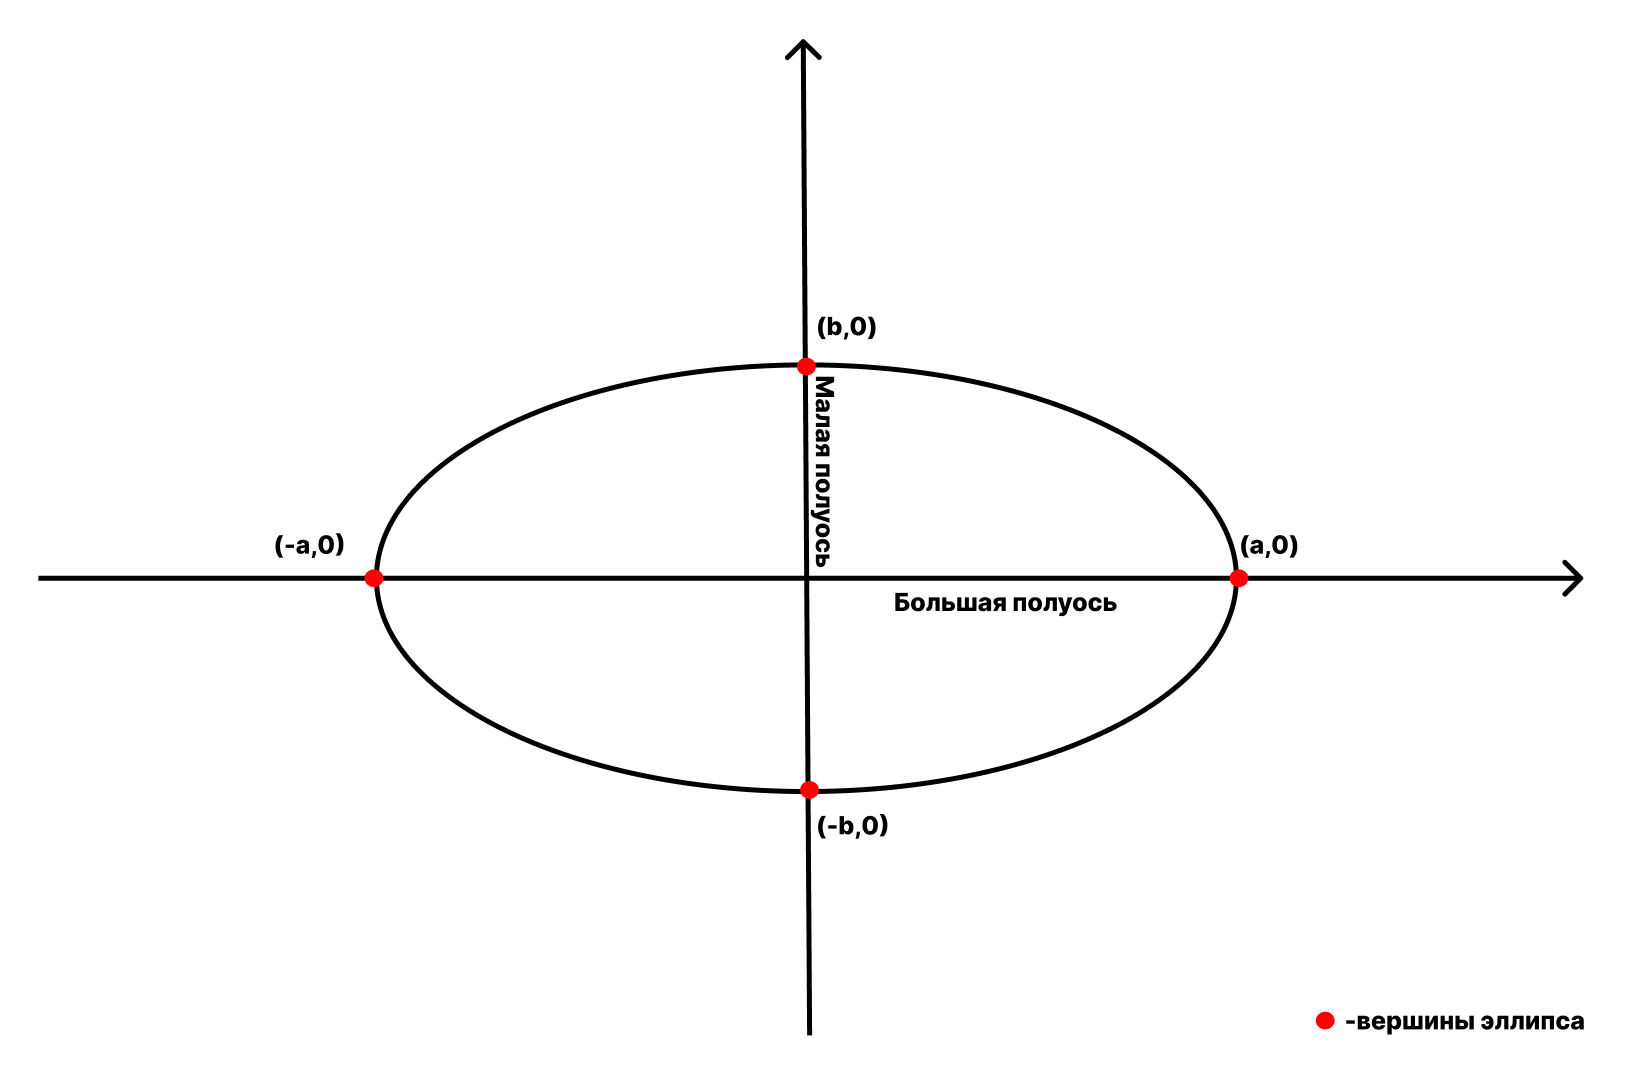 (b,0)
Малая полуось
(-a,0)
(a,0)
Большая полуось
(-b,0)
-вершины эллипса